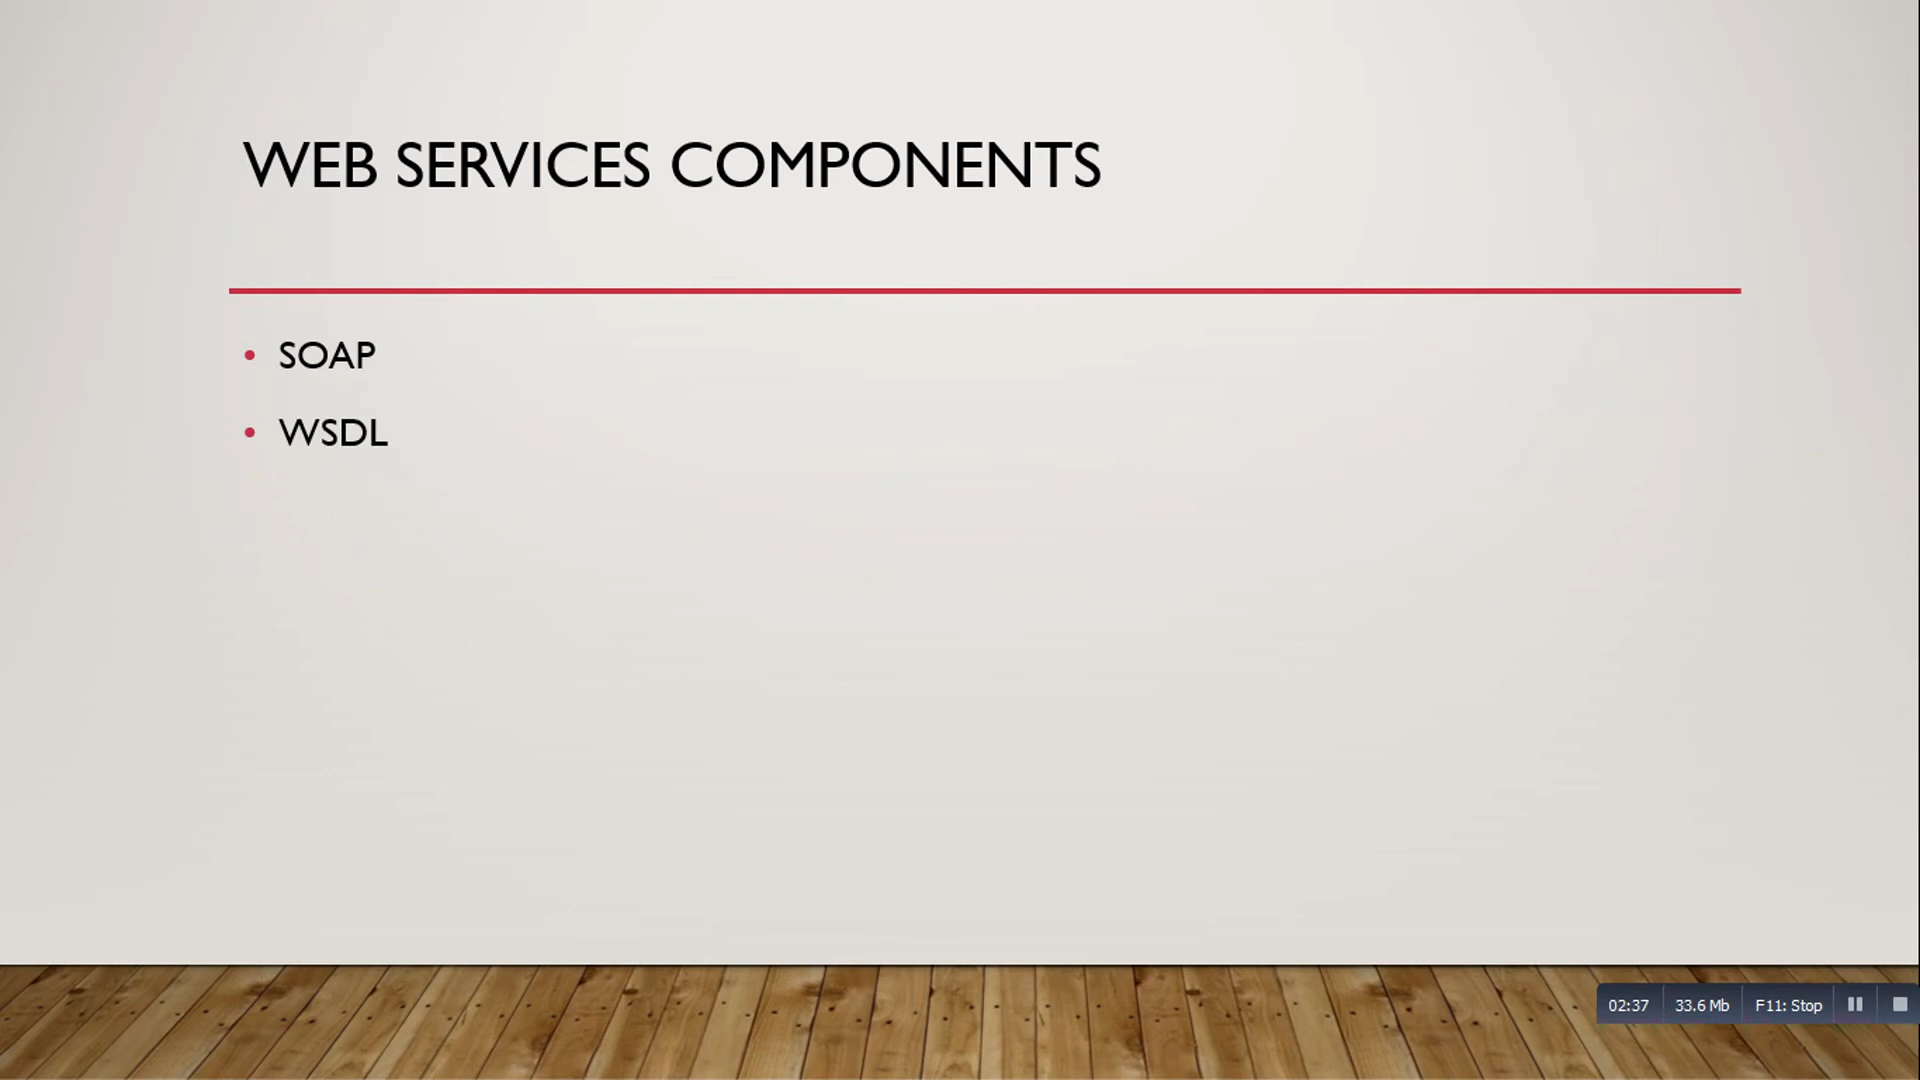 WEB SERVICES COMPONENTS
• SOAP
• WSDL
02:37 33.6 Mb F11: Stop